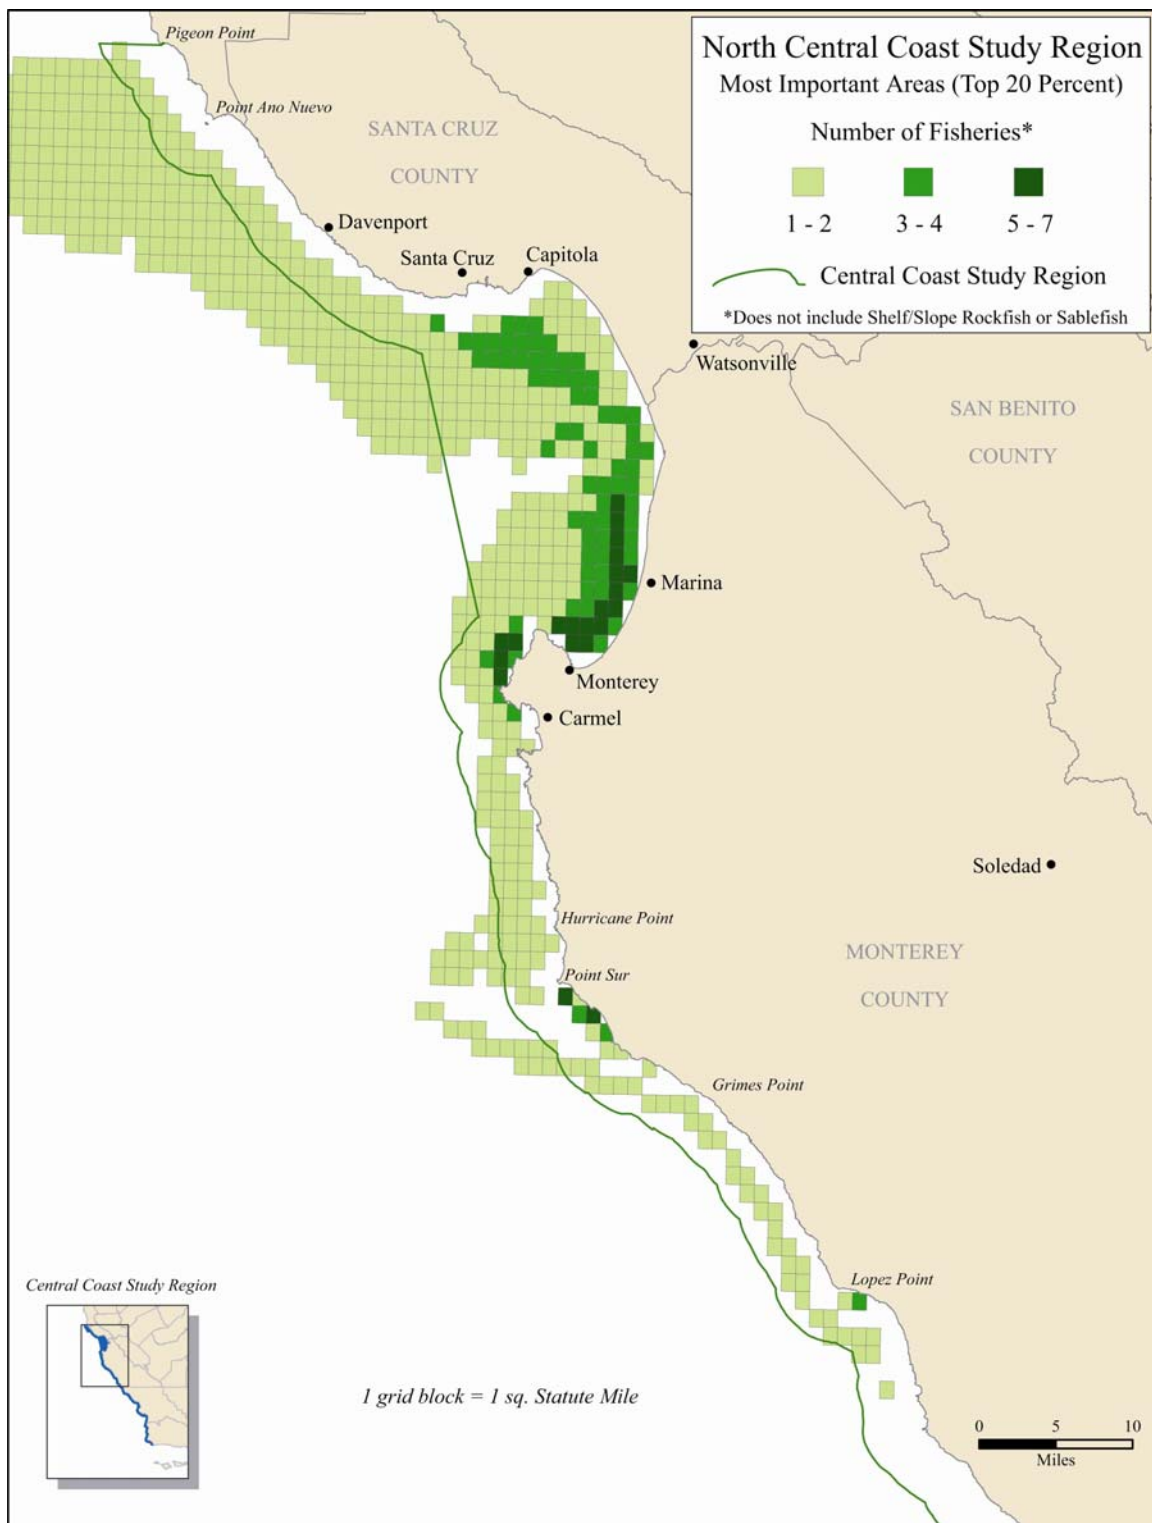 Pigeon Point
North Central Coast Study Region
Most Important Areas (Top 20 Percent)
Point Ano Nuevo
SANTA CRUZ
COUNTY
Number of Fisheries*
1 - 2
3 - 4
5 - 7
Davenport
Santa Cruz
Capitola
Central Coast Study Region
*Does not include Shelf/Slope Rockfish or Sablefish
Watsonville
SAN BENITO
COUNTY
Marina
Monterey
Carmel
Soledad
Hurricane Point
MONTEREY
COUNTY
Point Sur
Grimes Point
Lopez Point
Central Coast Study Region
1 grid block = 1 sq. Statute Mile
0 5 10
Miles